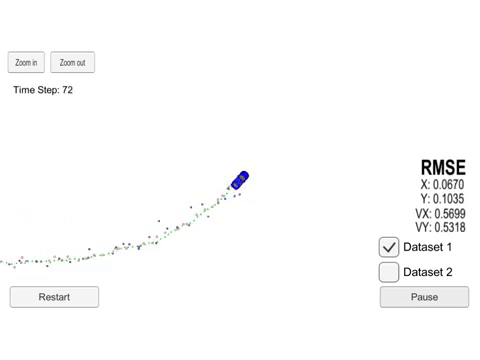 Zoom in
Zoom out
Time Step: 72
RMSE
X: 0.0670
Y: 0.1035
VX: 0.5699
VY: 0.5318
Dataset 1
Dataset 2
Restart
Pause